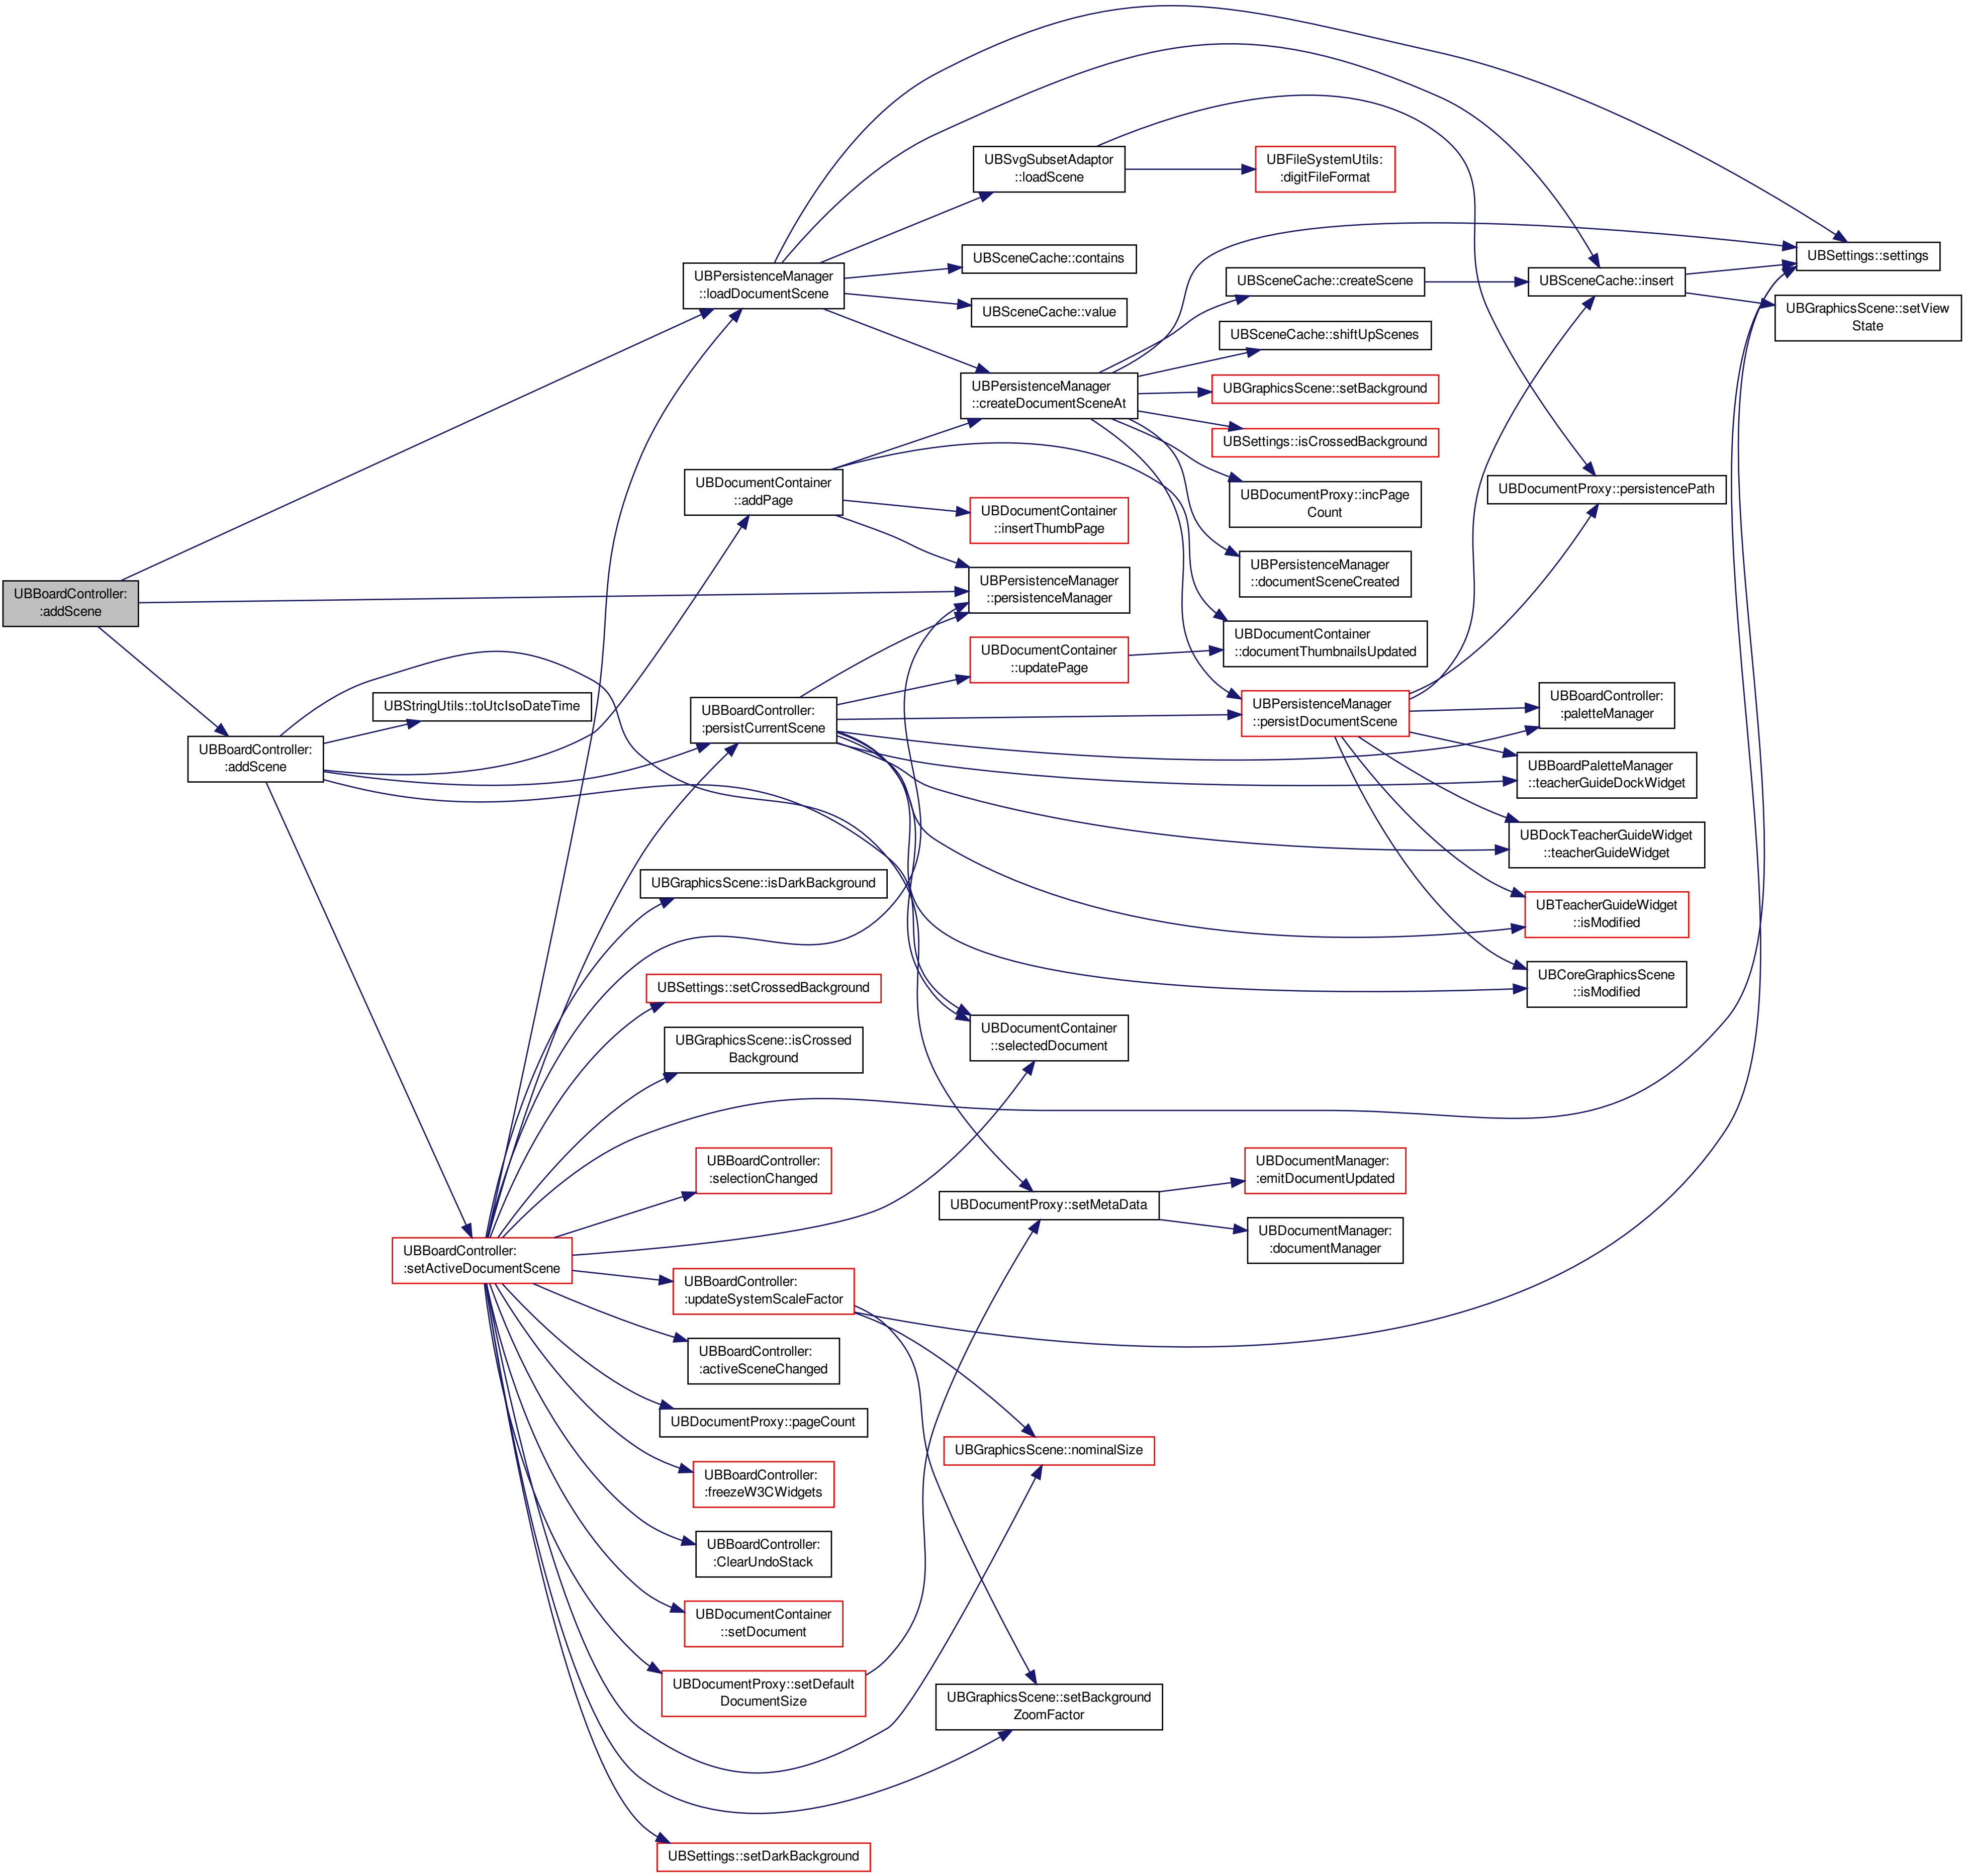 UBSvgSubsetAdaptor
::loadScene
UBFileSystemUtils:
:digitFileFormat
UBPersistenceManager
::loadDocumentScene
UBSceneCache::contains
UBSceneCache::value
UBSceneCache::createScene
UBSceneCache::insert
UBSettings::settings
UBGraphicsScene::setView
State
UBSceneCache::shiftUpScenes
UBPersistenceManager
::createDocumentSceneAt
UBGraphicsScene::setBackground
UBSettings::isCrossedBackground
UBDocumentContainer
::addPage
UBDocumentProxy::incPage
Count
UBDocumentProxy::persistencePath
UBDocumentContainer
::insertThumbPage
UBPersistenceManager
::documentSceneCreated
UBBoardController:
:addScene
UBPersistenceManager
::persistenceManager
UBDocumentContainer
::documentThumbnailsUpdated
UBDocumentContainer
::updatePage
UBStringUtils::toUtcIsoDateTime
UBBoardController:
:persistCurrentScene
UBPersistenceManager
::persistDocumentScene
UBBoardController:
:paletteManager
UBBoardController:
:addScene
UBBoardPaletteManager
::teacherGuideDockWidget
UBDockTeacherGuideWidget
::teacherGuideWidget
UBGraphicsScene::isDarkBackground
UBTeacherGuideWidget
::isModified
UBSettings::setCrossedBackground
UBCoreGraphicsScene
::isModified
UBGraphicsScene::isCrossed
Background
UBDocumentContainer
::selectedDocument
UBBoardController:
:selectionChanged
UBDocumentProxy::setMetaData
UBDocumentManager:
:emitDocumentUpdated
UBDocumentManager:
:documentManager
UBBoardController:
:setActiveDocumentScene
UBBoardController:
:updateSystemScaleFactor
UBBoardController:
:activeSceneChanged
UBDocumentProxy::pageCount
UBGraphicsScene::nominalSize
UBBoardController:
:freezeW3CWidgets
UBBoardController:
:ClearUndoStack
UBDocumentContainer
::setDocument
UBDocumentProxy::setDefault
DocumentSize
UBGraphicsScene::setBackground
ZoomFactor
UBSettings::setDarkBackground